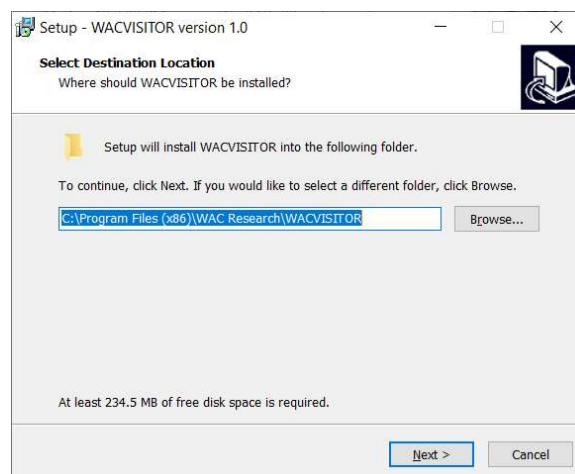 Setup - WACVISITOR version 1.0
Select Destination Location
Where should WACVISITOR be installed?
Setup will install WACVISITOR into the following folder.
To continue, click Next. If you would like to select a different folder, click Browse.
C:\Program Files (x86)\WAC Research\WACVISITOR
Browse...
At least 234.5 MB of free disk space is required.
Next >
Cancel